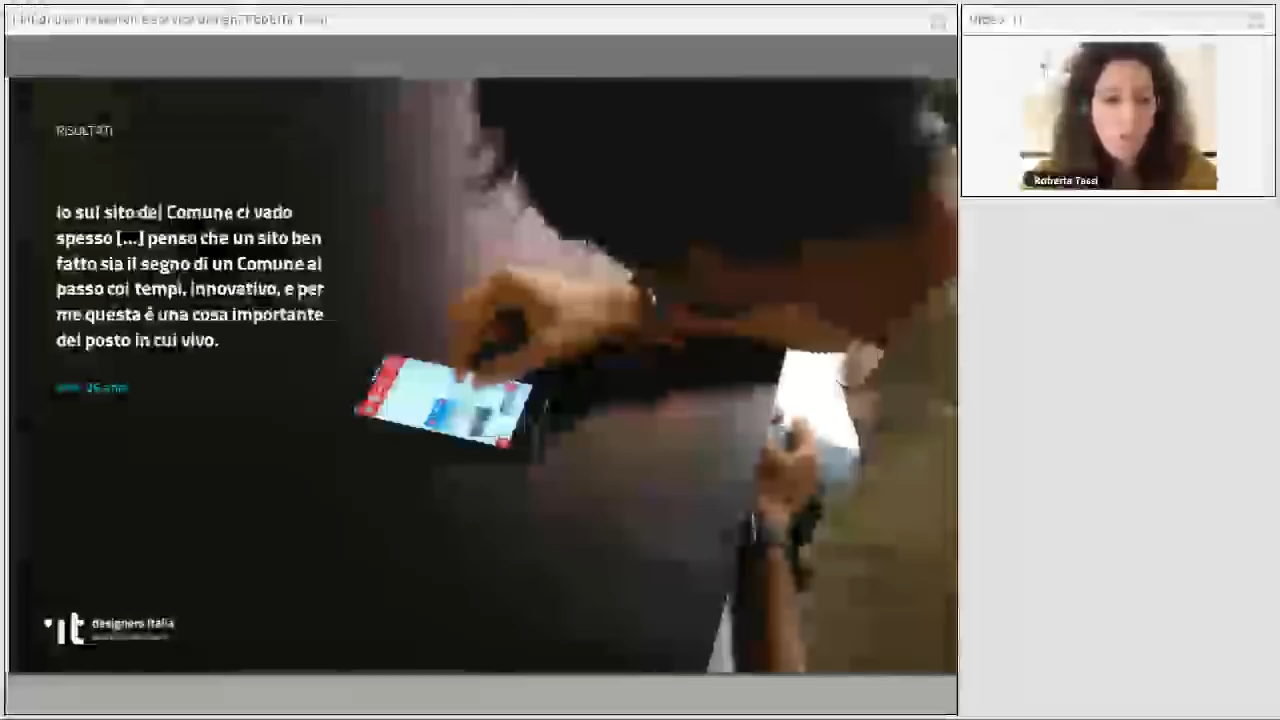 RISULTATI
Io sul sito del Comune ci vado
spesso [...] penso che un sito ben
fatto sia il segno di un Comune al
passo coi tempi, innovativo, e per
me questa è una cosa importante
del posto in cui vivo.
designers italia
Roberta Tassi